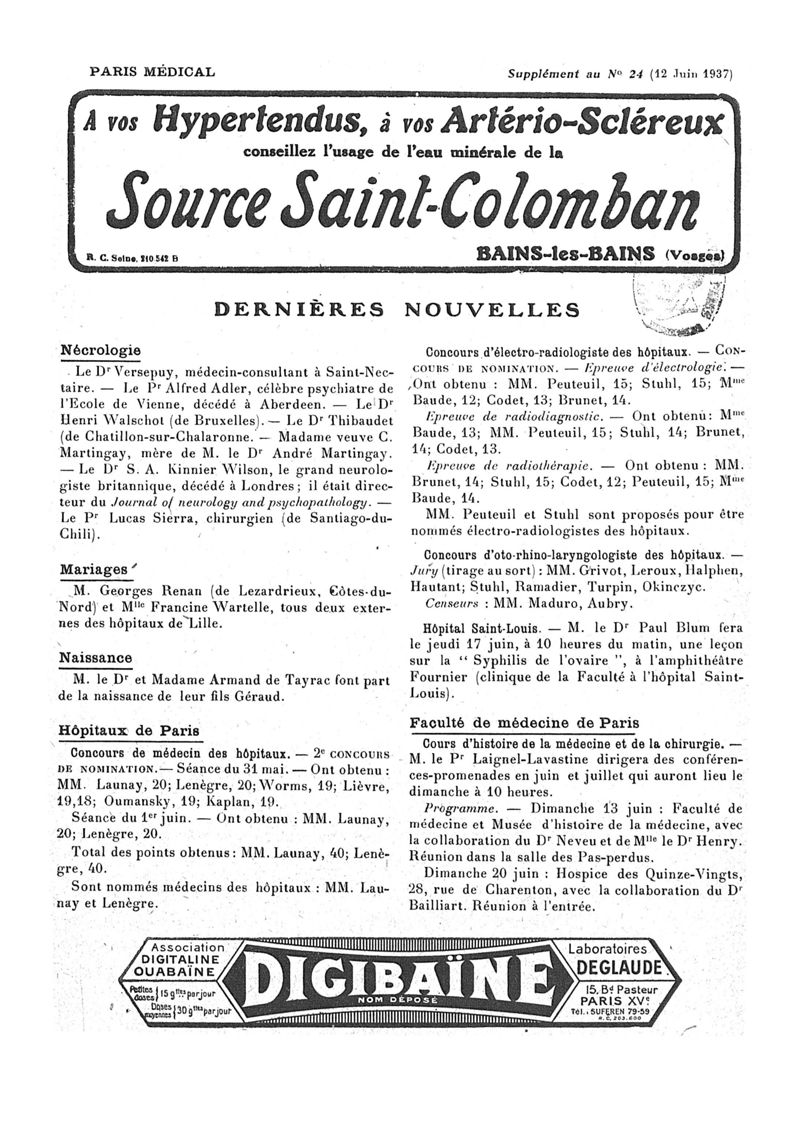 PARIS MÉDICAL
Supplément au Nº 24 (12 Juin 1937)
A vos Hypertendus, à vos Artério-Scléreux
conseillez l'usage de l'eau minérale de la
Source Saint-Colomban
R. C. Seine. 210.542 B
BAINS-les-BAINS (Vosges)
DERNIÈRES NOUVELLES
Nécrologie
Le Dr Versepuy, médecin-consultant à Saint-Nec-
taire. — Le Pr Alfred Adler, célèbre psychiatre de
l'Ecole de Vienne, décédé à Aberdeen. — Le Dr
Henri Walschot (de Bruxelles). — Le Dr Thibaudet
(de Chatillon-sur-Chalaronne. — Madame veuve C.
Martingay, mère de M. le Dr André Martingay.
— Le Dr S. A. Kinnier Wilson, le grand neurolo-
giste britannique, décédé à Londres ; il était direc-
teur du Journal of neurology and psychopathology. —
Le Pr Lucas Sierra, chirurgien (de Santiago-du-
Chili).
Mariages
M. Georges Renan (de Lezardrieux, Côtes-du-
Nord) et Mlle Francine Wartelle, tous deux exter-
nes des hôpitaux de Lille.
Naissance
M. le Dr et Madame Armand de Tayrac font part
de la naissance de leur fils Géraud.
Hôpitaux de Paris
Concours de médecin des hôpitaux. — 2e CONCOURS
DE NOMINATION. — Séance du 31 mai. — Ont obtenu :
MM. Launay, 20; Lenègre, 20; Worms, 19; Lièvre,
19,18; Oumansky, 19; Kaplan, 19.
Séance du 1er juin. — Ont obtenu : MM. Launay,
20; Lenègre, 20.
Total des points obtenus : MM. Launay, 40; Lenè-
gre, 40.
Sont nommés médecins des hôpitaux : MM. Lau-
nay et Lenègre.
Concours d'électro-radiologiste des hôpitaux. — CON-
COURS DE NOMINATION. — Epreuve d'électrologie. —
Ont obtenu : MM. Peuteuil, 15; Stuhl, 15; Mme
Baude, 12; Codet, 13; Brunet, 14.
Epreuve de radiodiagnostic. — Ont obtenu : Mme
Baude, 13; MM. Peuteuil, 15; Stuhl, 14; Brunet,
14; Codet, 13.
Epreuve de radiothérapie. — Ont obtenu : MM.
Brunet, 14; Stuhl, 15; Codet, 12; Peuteuil, 15; Mme
Baude, 14.
MM. Peuteuil et Stuhl sont proposés pour être
nommés électro-radiologistes des hôpitaux.
Concours d'oto-rhino-laryngologiste des hôpitaux. —
Jury (tirage au sort) : MM. Grivot, Leroux, Halphen,
Hautant; Stuhl, Ramadier, Turpin, Okinczyc.
Censeurs : MM. Maduro, Aubry.
Hôpital Saint-Louis. — M. le Dr Paul Blum fera
le jeudi 17 juin, à 10 heures du matin, une leçon
sur la “ Syphilis de l'ovaire ”, à l'amphithéâtre
Fournier (clinique de la Faculté à l'hôpital Saint-
Louis).
Faculté de médecine de Paris
Cours d'histoire de la médecine et de la chirurgie. —
M. le Pr Laignel-Lavastine dirigera des conféren-
ces-promenades en juin et juillet qui auront lieu le
dimanche à 10 heures.
Programme. — Dimanche 13 juin : Faculté de
médecine et Musée d'histoire de la médecine, avec
la collaboration du Dr Neveu et de Mlle le Dr Henry.
Réunion dans la salle des Pas-perdus.
Dimanche 20 juin : Hospice des Quinze-Vingts,
28, rue de Charenton, avec la collaboration du Dr
Bailliart. Réunion à l'entrée.
Association
DIGITALINE
OUABAÏNE
Petites doses } 15 gttes par jour
Doses moyennes } 30 gttes par jour
DIGIBAÏNE
NOM DÉPOSÉ
Laboratoires
DEGLAUDE
15, Bd Pasteur
PARIS XVe
Tél.: SUFFREN 79-59
R. C. 203.600